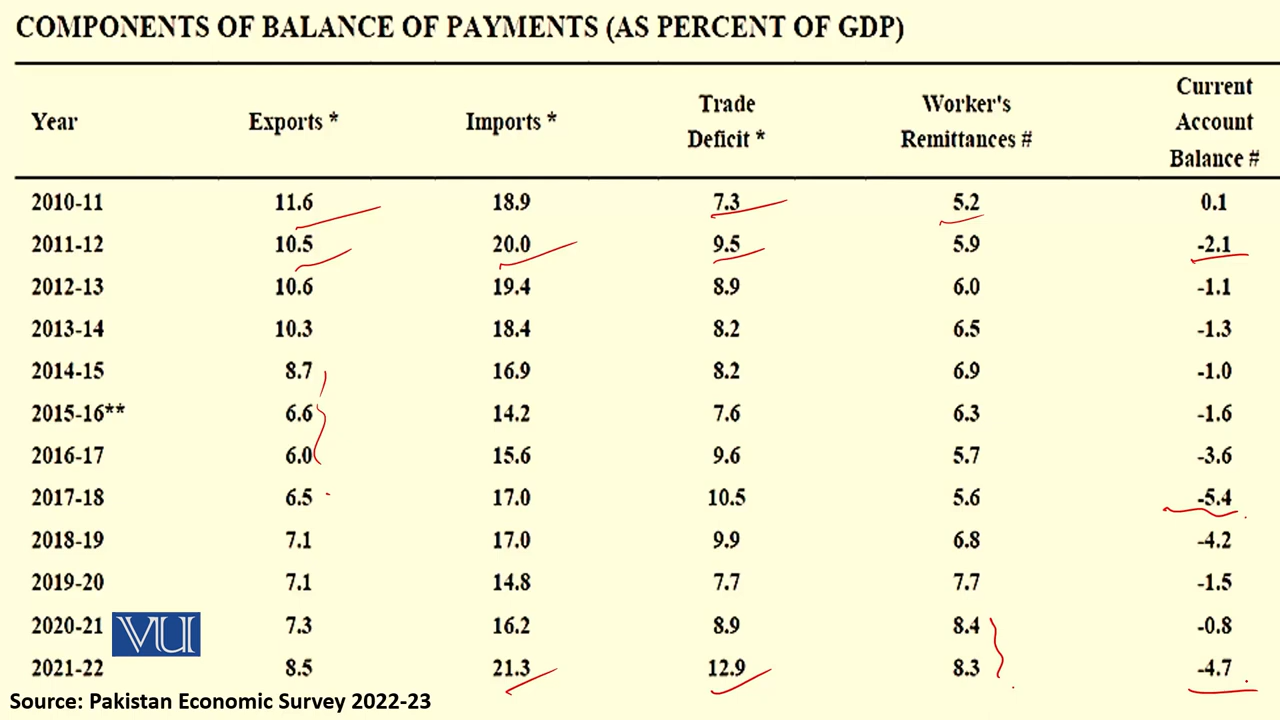 COMPONENTS OF BALANCE OF PAYMENTS (AS PERCENT OF GDP)
Year Exports * Imports * Trade Deficit * Worker's Remittances # Current Account Balance #
2010-11 11.6 18.9 7.3 5.2 0.1
2011-12 10.5 20.0 9.5 5.9 -2.1
2012-13 10.6 19.4 8.9 6.0 -1.1
2013-14 10.3 18.4 8.2 6.5 -1.3
2014-15 8.7 16.9 8.2 6.9 -1.0
2015-16** 6.6 14.2 7.6 6.3 -1.6
2016-17 6.0 15.6 9.6 5.7 -3.6
2017-18 6.5 17.0 10.5 5.6 -5.4
2018-19 7.1 17.0 9.9 6.8 -4.2
2019-20 7.1 14.8 7.7 7.7 -1.5
2020-21 7.3 16.2 8.9 8.4 -0.8
VU
2021-22 8.5 21.3 12.9 8.3 -4.7
Source: Pakistan Economic Survey 2022-23